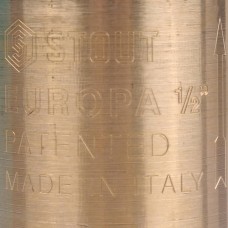 STOUT
EUROPA 1/2"
PATENTED
MADE IN ITALY